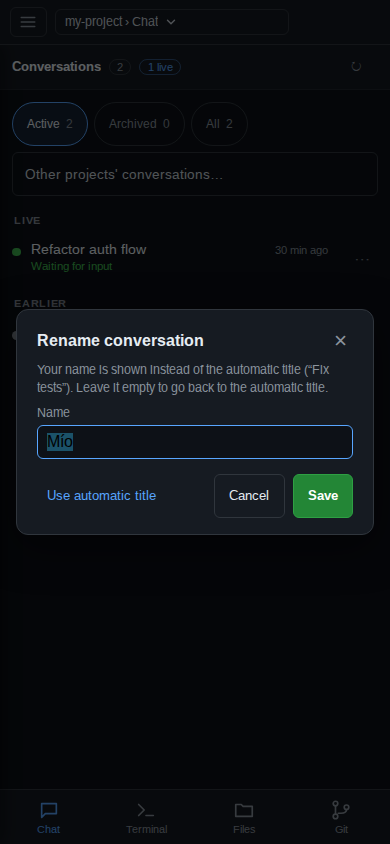 my-project › Chat
Conversations 2 1 live
Active 2 Archived 0 All 2
Other projects' conversations…
LIVE
Refactor auth flow 30 min ago
Waiting for input
EARLIER
Rename conversation
Your name is shown instead of the automatic title (“Fix
tests”). Leave it empty to go back to the automatic title.
Name
Mío
Use automatic title Cancel Save
Chat Terminal Files Git